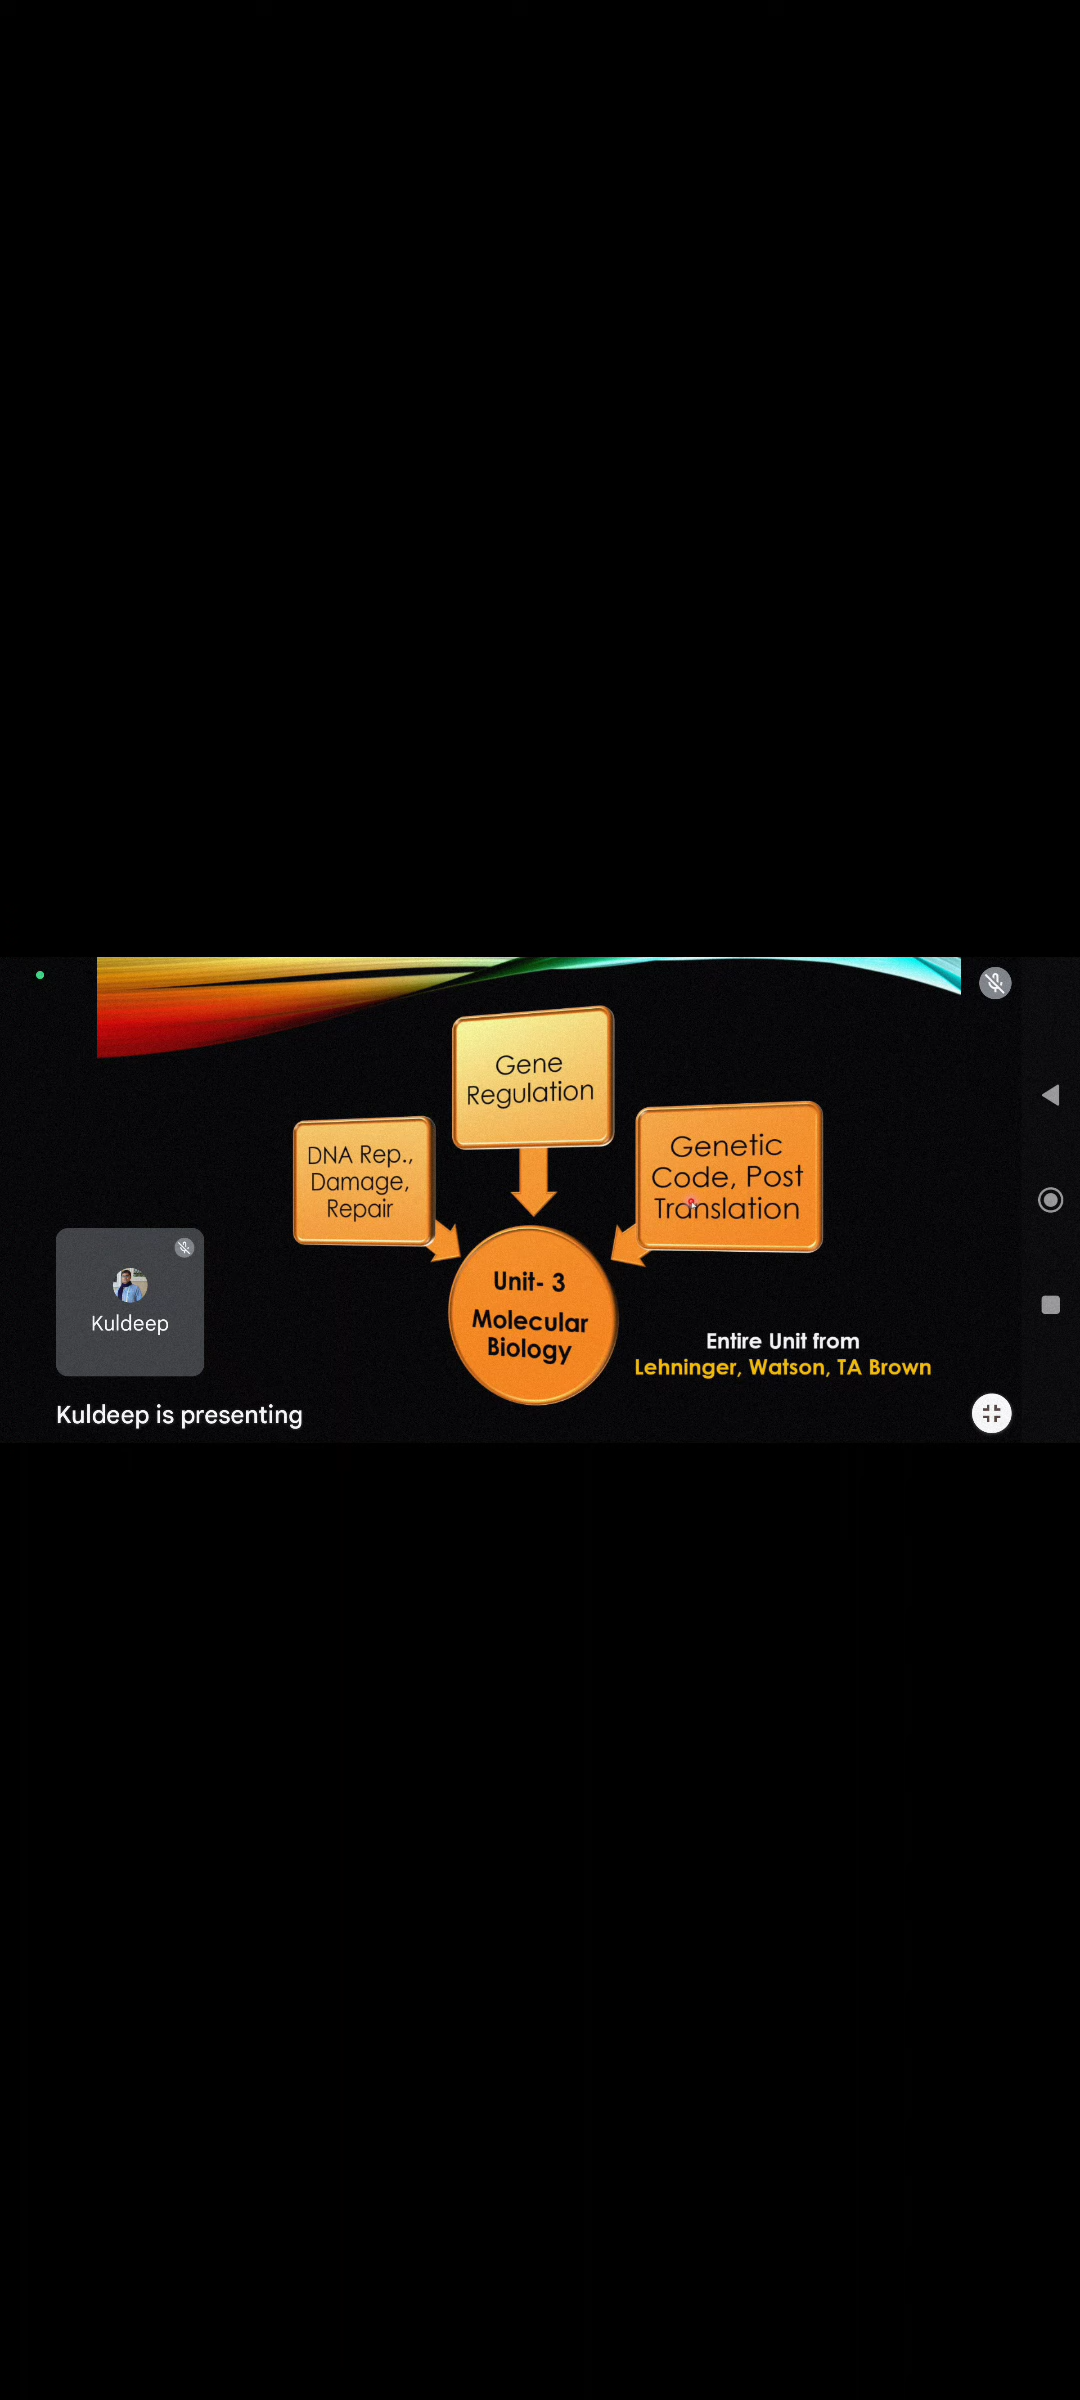 Gene
Regulation
DNA Rep.,
Damage,
Repair
Genetic
Code, Post
Translation
Unit- 3
Molecular
Biology
Entire Unit from
Lehninger, Watson, TA Brown
Kuldeep
Kuldeep is presenting